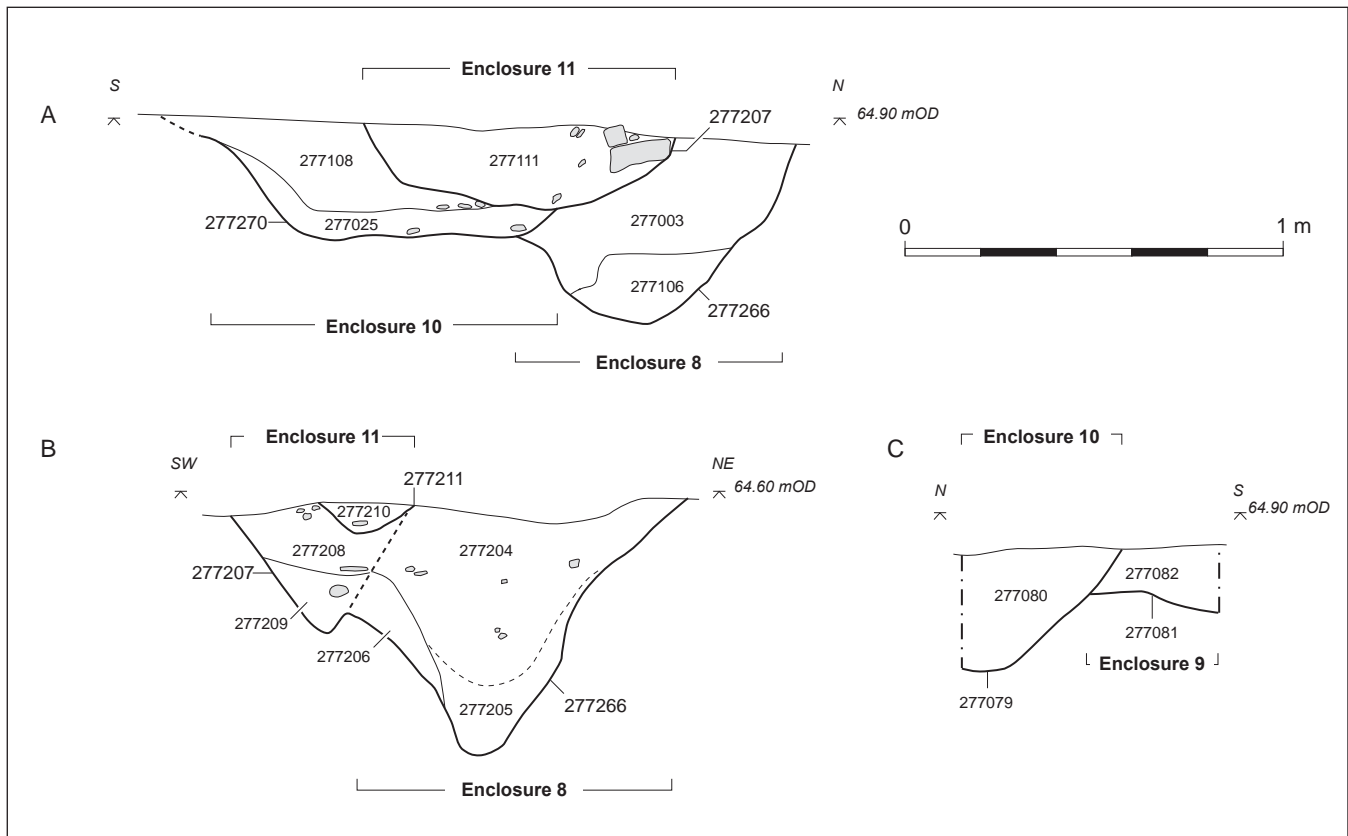 Enclosure 11
S
N
A
64.90 mOD
277207
277108
277111
277270
277025
277003
0
1 m
277106
277266
Enclosure 10
Enclosure 8
B
Enclosure 11
SW
277211
NE
64.60 mOD
277210
277208
277204
277207
277209
277206
277205
277266
Enclosure 8
C
Enclosure 10
N
S
64.90 mOD
277082
277080
277081
Enclosure 9
277079